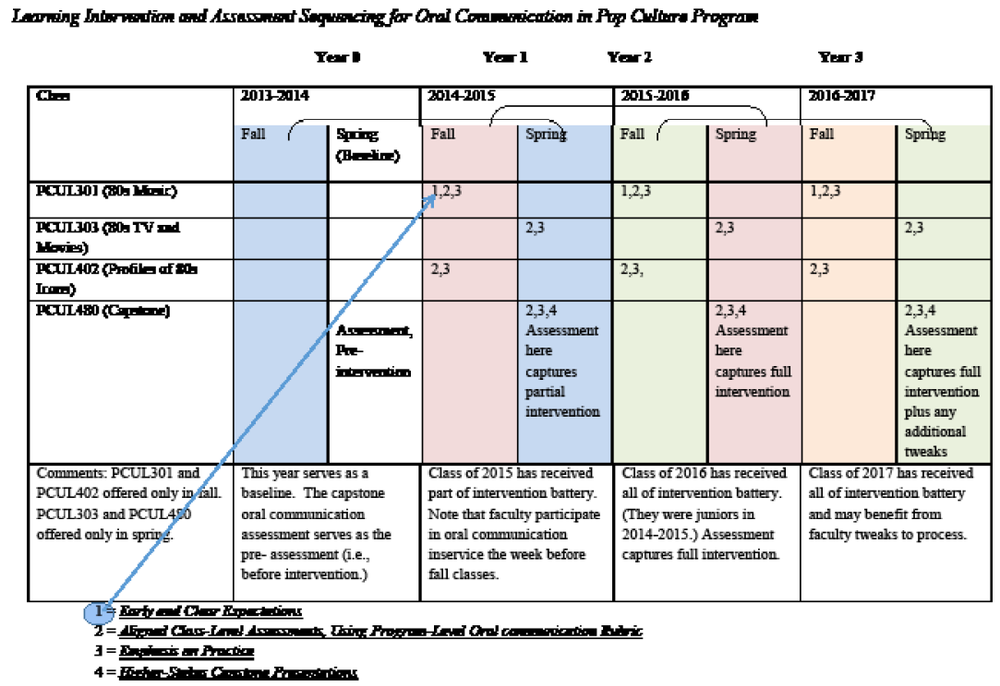 Learning Intervention and Assessment Sequencing for Oral Communication in Pop Culture Program
Year 0 Year 1 Year 2 Year 3
Class 2013-2014 2014-2015 2015-2016 2016-2017
Fall Spring Fall Spring Fall Spring Fall Spring
(Baseline)
PCUL301 (80s Music) 1,2,3 1,2,3 1,2,3
PCUL303 (80s TV and 2,3 2,3 2,3
Movies)
PCUL402 (Profiles of 80s 2,3 2,3, 2,3
Icons)
PCUL480 (Capstone)
Assessment,
Pre-
intervention
2,3,4
Assessment
here
captures
partial
intervention
2,3,4
Assessment
here
captures full
intervention
2,3,4
Assessment
here
captures full
intervention
plus any
additional
tweaks
Comments: PCUL301 and
PCUL402 offered only in fall.
PCUL303 and PCUL480
offered only in spring.
This year serves as a
baseline. The capstone
oral communication
assessment serves as the
pre- assessment (i.e.,
before intervention.)
Class of 2015 has received
part of intervention battery.
Note that faculty participate
in oral communication
inservice the week before
fall classes.
Class of 2016 has received
all of intervention battery.
(They were juniors in
2014-2015.) Assessment
captures full intervention.
Class of 2017 has received
all of intervention battery
and may benefit from
faculty tweaks to process.
1 = Early and Clear Expectations
2 = Aligned Class-Level Assessments, Using Program-Level Oral communication Rubric
3 = Emphasis on Practice
4 = Higher-Stakes Capstone Presentations